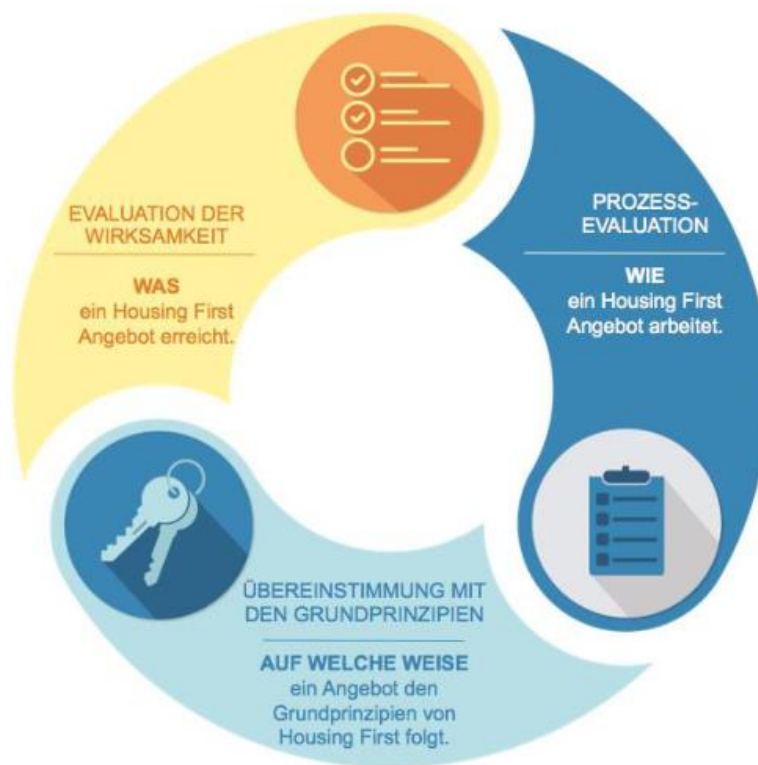 EVALUATION DER
WIRKSAMKEIT
WAS
ein Housing First
Angebot erreicht.
PROZESS-
EVALUATION
WIE
ein Housing First
Angebot arbeitet.
ÜBEREINSTIMMUNG MIT
DEN GRUNDPRINZIPIEN
AUF WELCHE WEISE
ein Angebot den
Grundprinzipien von
Housing First folgt.